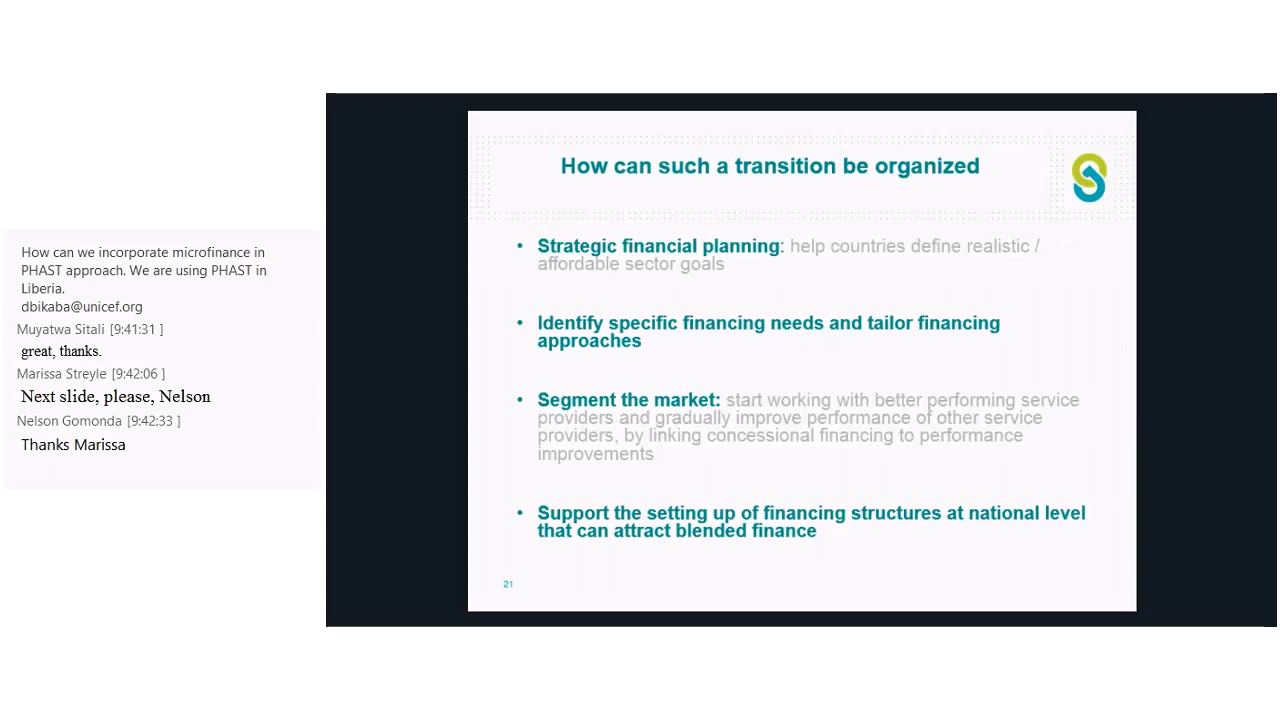 How can we incorporate microfinance in
PHAST approach. We are using PHAST in
Liberia.
dbikaba@unicef.org
Muyatwa Sitali [9:41:31 ]
great, thanks.
Marissa Streyle [9:42:06 ]
Next slide, please, Nelson
Nelson Gomonda [9:42:33 ]
Thanks Marissa
How can such a transition be organized
• Strategic financial planning: help countries define realistic /
affordable sector goals
• Identify specific financing needs and tailor financing
approaches
• Segment the market: start working with better performing service
providers and gradually improve performance of other service
providers, by linking concessional financing to performance
improvements
• Support the setting up of financing structures at national level
that can attract blended finance
21